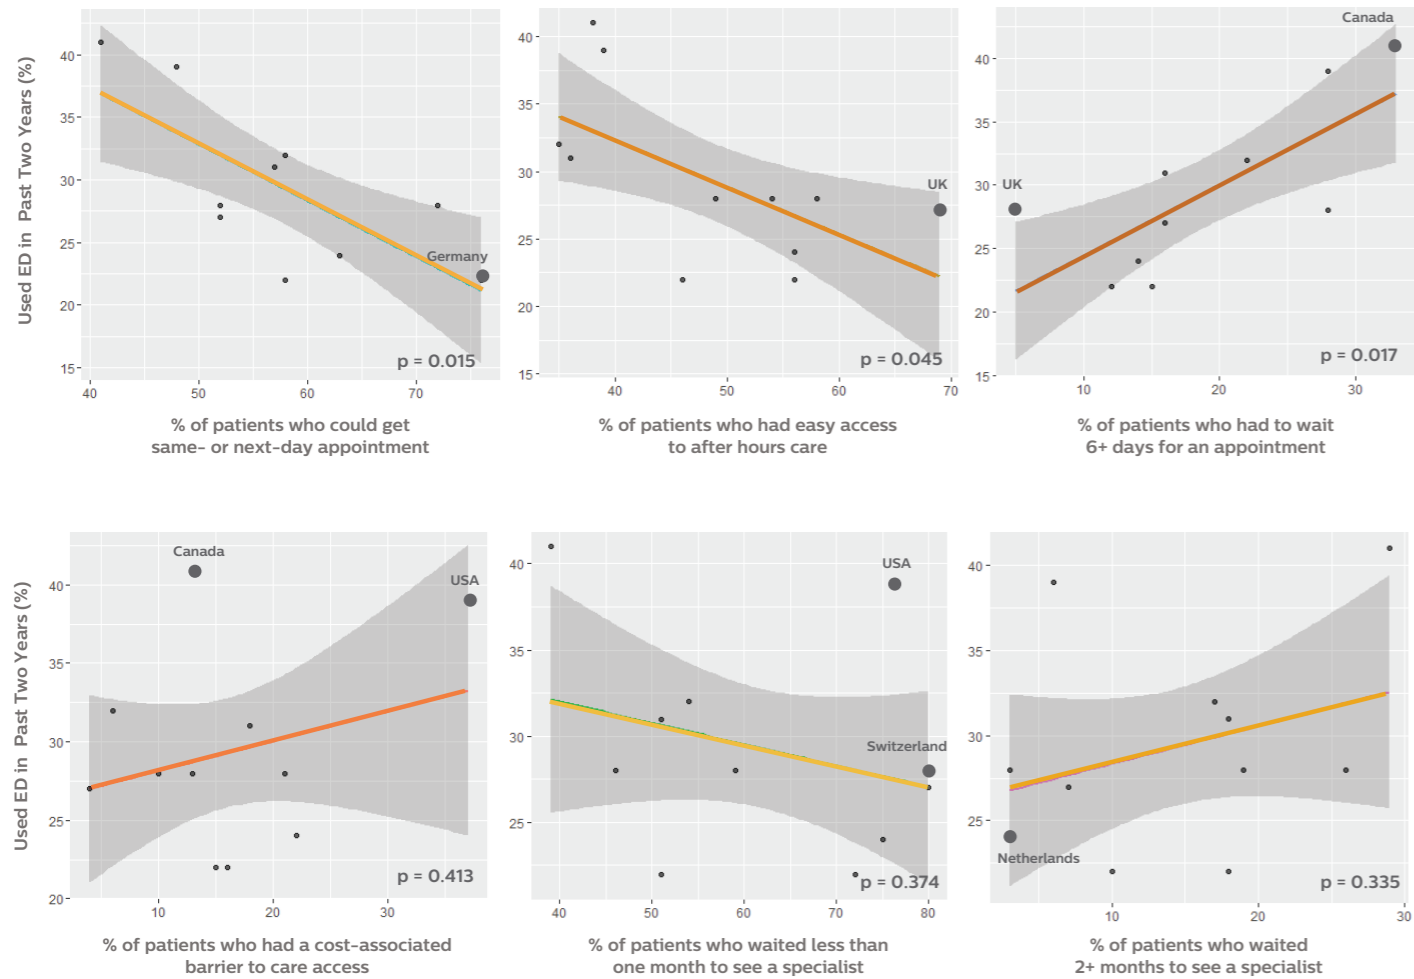 Used ED in Past Two Years (%)
40
35
30
25
20
15
Germany
p = 0.015
40 50 60 70
% of patients who could get
same- or next-day appointment
40
35
30
25
20
15
UK
p = 0.045
40 50 60 70
% of patients who had easy access
to after hours care
40
35
30
25
20
15
Canada
UK
p = 0.017
10 20 30
% of patients who had to wait
6+ days for an appointment
Used ED in Past Two Years (%)
40
35
30
25
20
Canada
USA
p = 0.413
10 20 30
% of patients who had a cost-associated
barrier to care access
40
35
30
25
USA
Switzerland
p = 0.374
40 50 60 70 80
% of patients who waited less than
one month to see a specialist
40
35
30
25
Netherlands
p = 0.335
10 20 30
% of patients who waited
2+ months to see a specialist